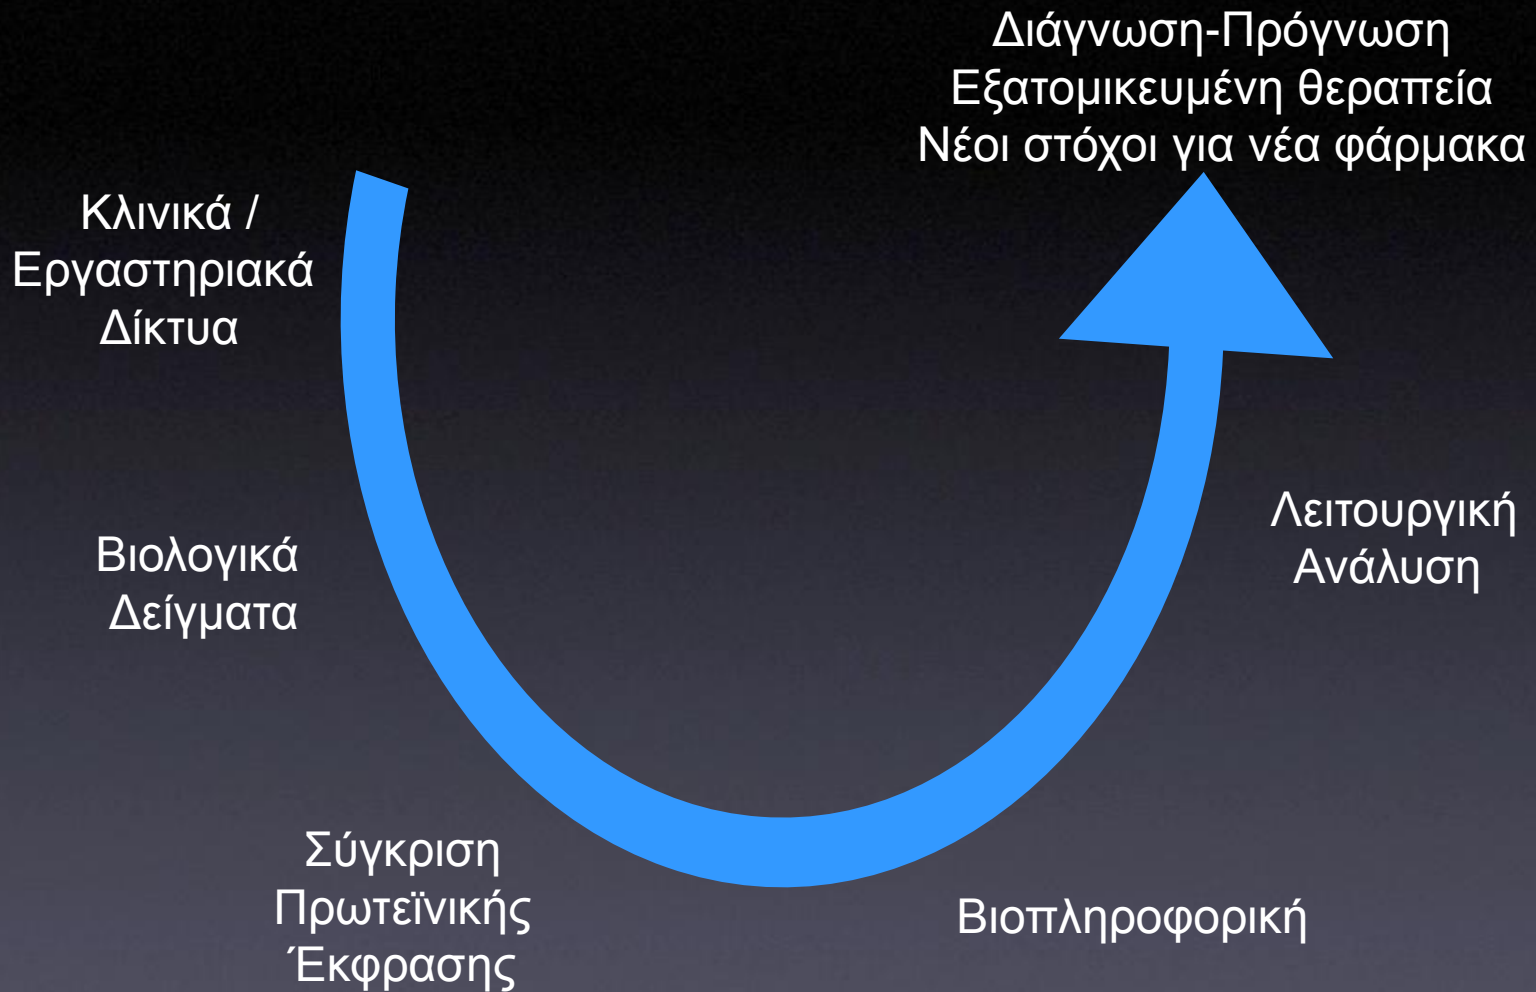 Διάγνωση-Πρόγνωση
Εξατομικευμένη θεραπεία
Νέοι στόχοι για νέα φάρμακα
Κλινικά /
Εργαστηριακά
Δίκτυα
Βιολογικά
Δείγματα
Σύγκριση
Πρωτεϊνικής
Έκφρασης
Βιοπληροφορική
Λειτουργική
Ανάλυση